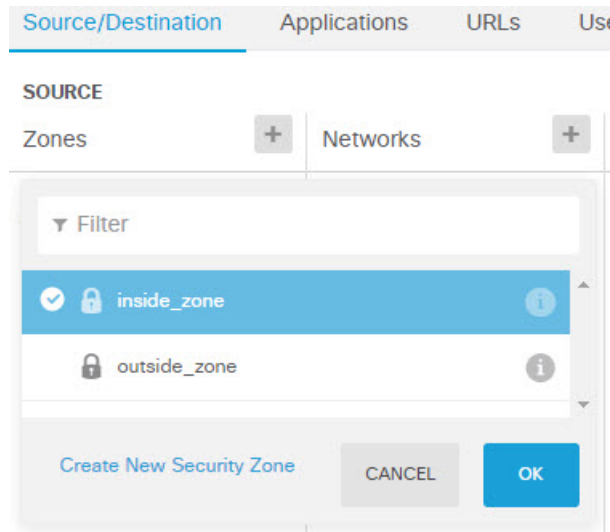 Source/Destination Applications URLs
SOURCE
Zones + Networks +
Filter
inside_zone i
outside_zone i
Create New Security Zone CANCEL OK